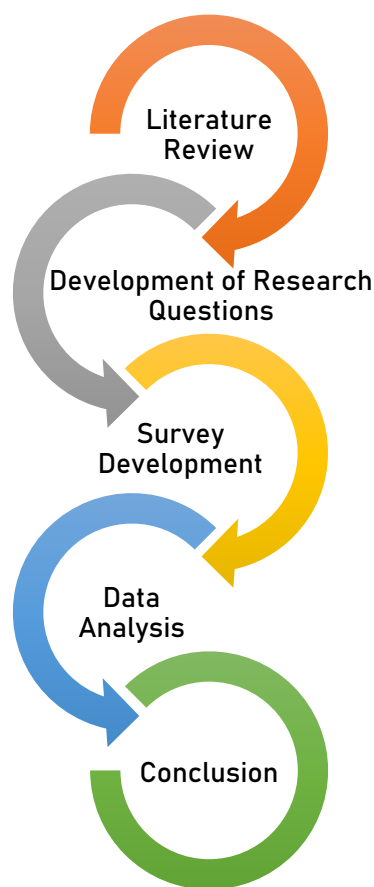 Literature
Review
Development of Research
Questions
Survey
Development
Data
Analysis
Conclusion